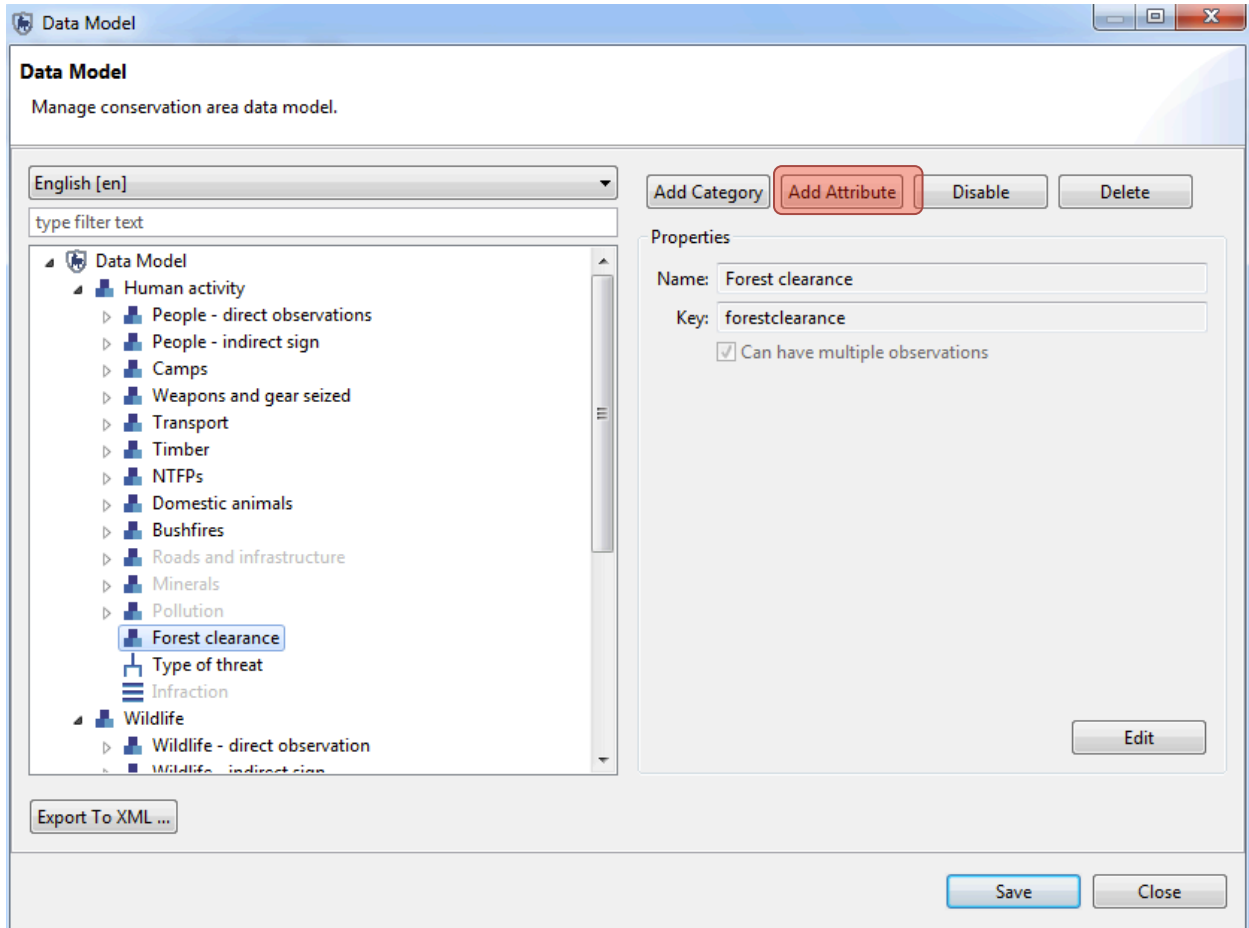 Data Model
Data Model
Manage conservation area data model.
English [en]
type filter text
Data Model
Human activity
People - direct observations
People - indirect sign
Camps
Weapons and gear seized
Transport
Timber
NTFPs
Domestic animals
Bushfires
Roads and infrastructure
Minerals
Pollution
Forest clearance
Type of threat
Infraction
Wildlife
Wildlife - direct observation
Wildlife - indirect sign
Export To XML ...
Add Category Add Attribute Disable Delete
Properties
Name: Forest clearance
Key: forestclearance
Can have multiple observations
Edit
Save Close